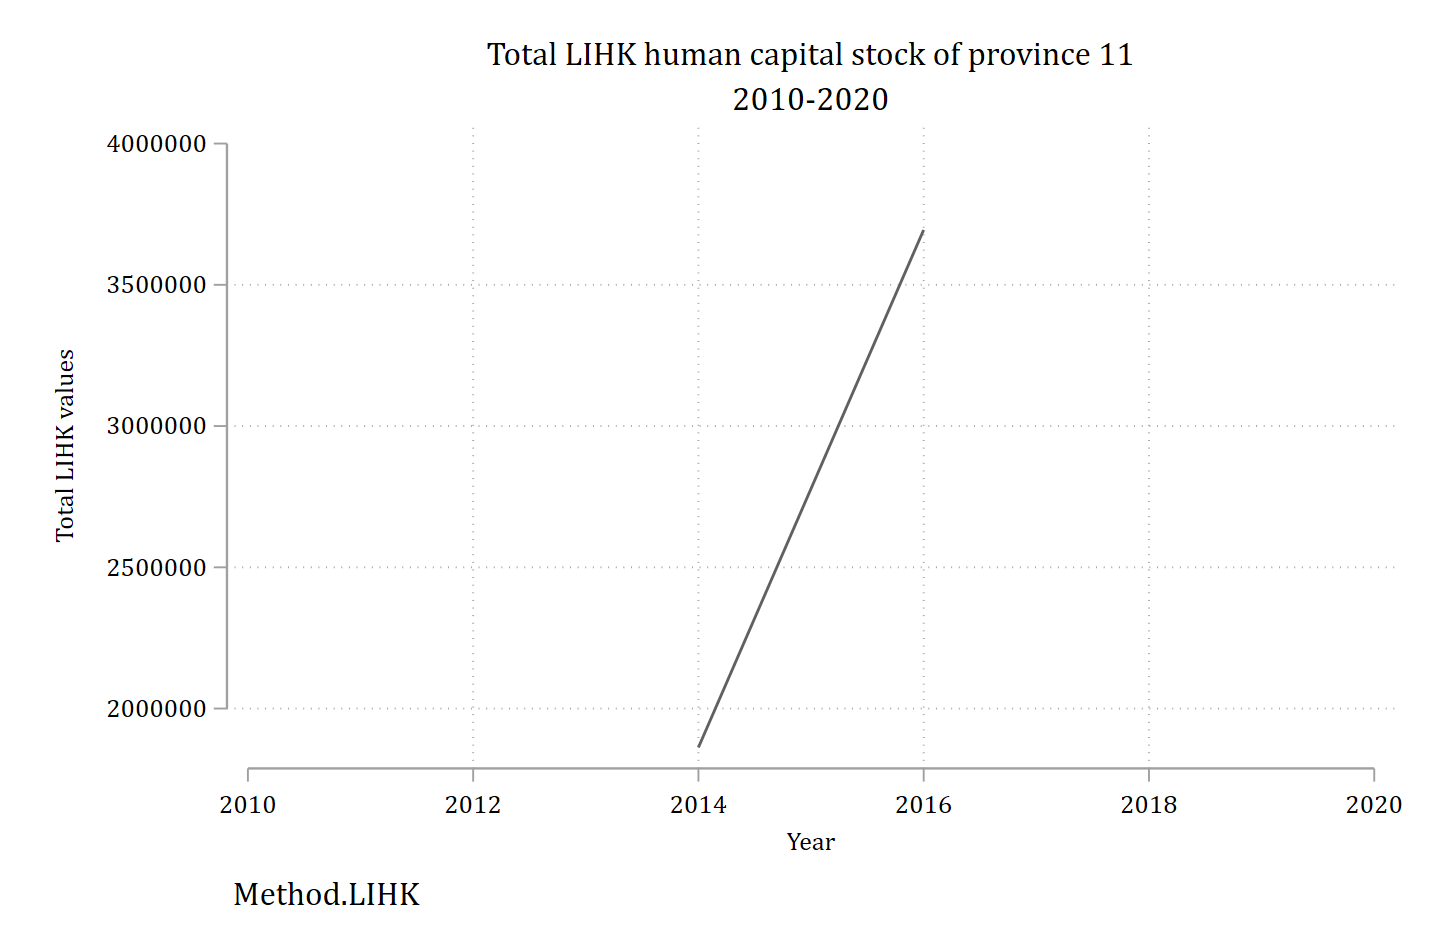 Total LIHK human capital stock of province 11
2010-2020
4000000
3500000
3000000
2500000
2000000
Total LIHK values
2010 2012 2014 2016 2018 2020
Year
Method.LIHK